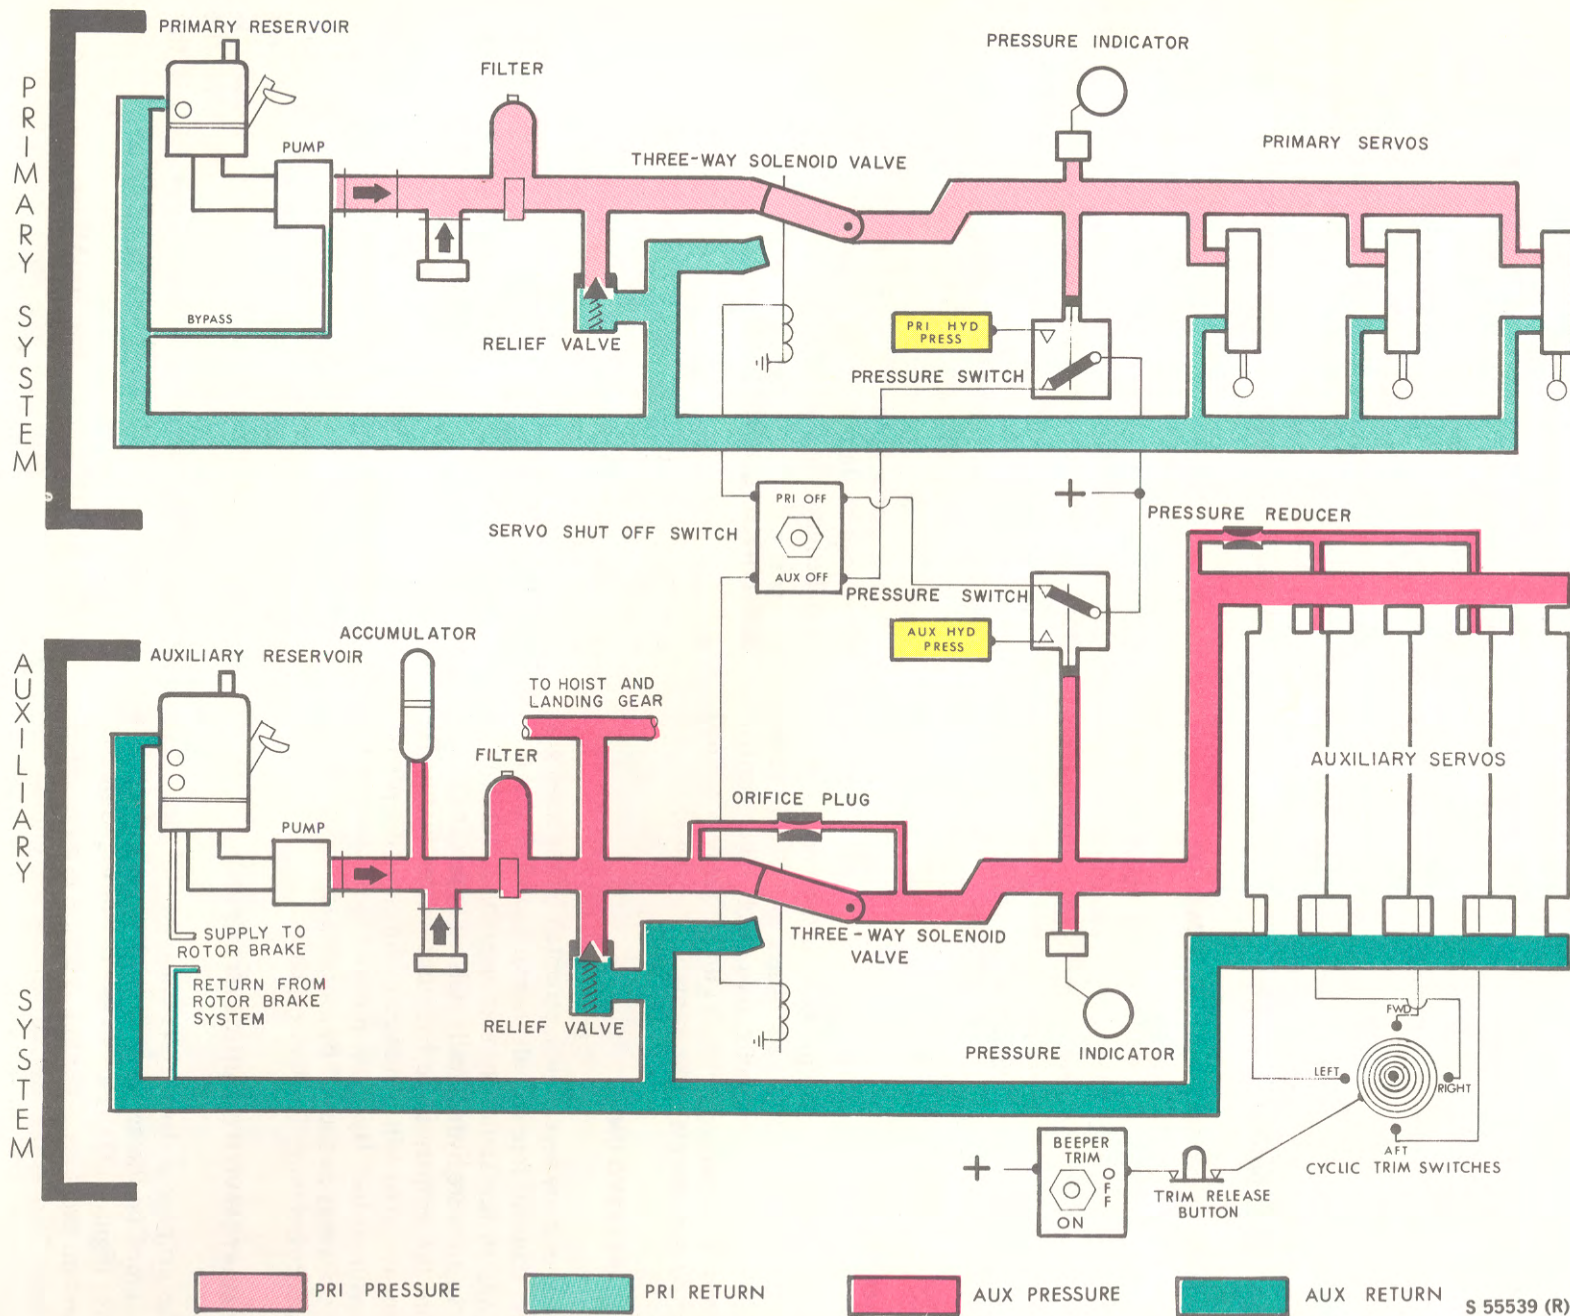 PRIMARY SYSTEM
PRIMARY RESERVOIR
FILTER
PRESSURE INDICATOR
PUMP
THREE-WAY SOLENOID VALVE
PRIMARY SERVOS
BYPASS
RELIEF VALVE
PRI HYD
PRESS
PRESSURE SWITCH
PRI OFF
SERVO SHUT OFF SWITCH
AUX OFF
+
PRESSURE REDUCER
PRESSURE SWITCH
AUX HYD
PRESS
AUXILIARY SYSTEM
ACCUMULATOR
AUXILIARY RESERVOIR
TO HOIST AND
LANDING GEAR
FILTER
AUXILIARY SERVOS
ORIFICE PLUG
PUMP
SUPPLY TO
ROTOR BRAKE
RETURN FROM
ROTOR BRAKE
SYSTEM
THREE-WAY SOLENOID
VALVE
RELIEF VALVE
PRESSURE INDICATOR
FWD
LEFT
RIGHT
AFT
CYCLIC TRIM SWITCHES
+
BEEPER
TRIM
OFF
ON
TRIM RELEASE
BUTTON
PRI PRESSURE
PRI RETURN
AUX PRESSURE
AUX RETURN
S 55539 (R)